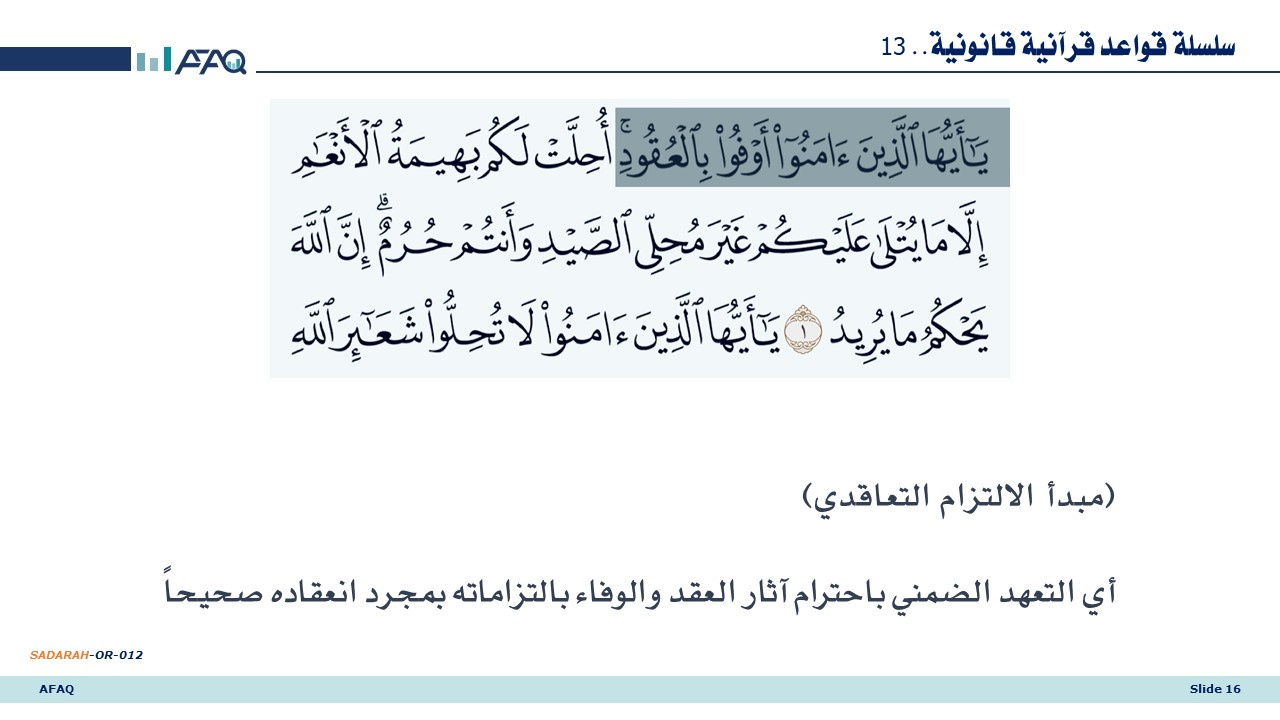 سلسلة قواعد قرآنية قانونية.. 13
AFAQ
يَـٰٓأَيُّهَا ٱلَّذِينَ ءَامَنُوٓا۟ أَوْفُوا۟ بِٱلْعُقُودِ ۚ أُحِلَّتْ لَكُم بَهِيمَةُ ٱلْأَنْعَـٰمِ
إِلَّا مَا يُتْلَىٰ عَلَيْكُمْ غَيْرَ مُحِلِّى ٱلصَّيْدِ وَأَنتُمْ حُرُمٌ ۗ إِنَّ ٱللَّهَ
يَحْكُمُ مَا يُرِيدُ ١ يَـٰٓأَيُّهَا ٱلَّذِينَ ءَامَنُوا۟ لَا تُحِلُّوا۟ شَعَـٰٓئِرَ ٱللَّهِ
(مبدأ الالتزام التعاقدي)
أي التعهد الضمني باحترام آثار العقد والوفاء بالتزاماته بمجرد انعقاده صحيحاً
SADARAH-OR-012
AFAQ
Slide 16